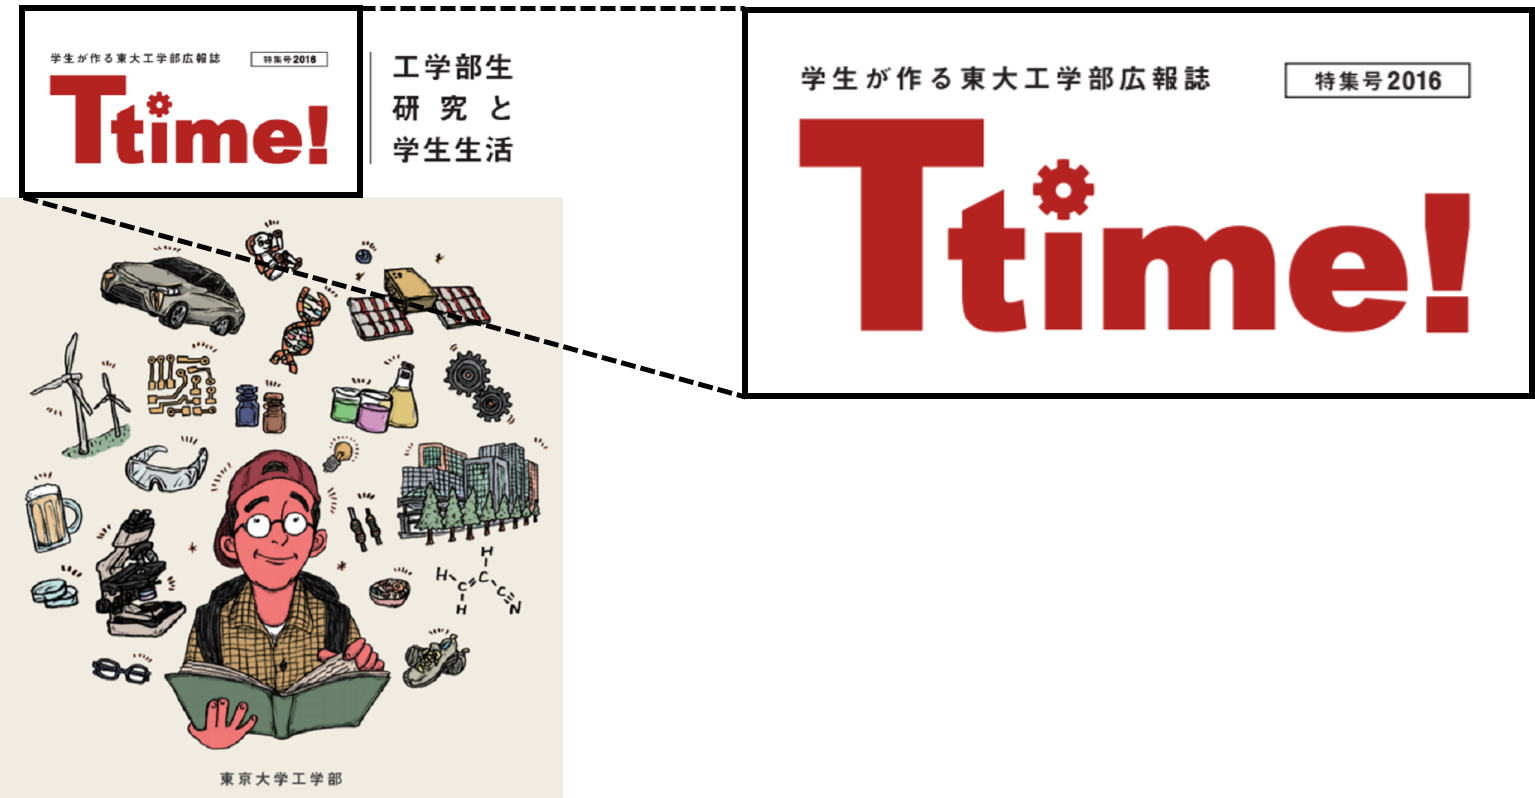 学生が作る東大工学部広報誌 特集号2016
Ttime!
工学部生
研究と
学生生活
学生が作る東大工学部広報誌 特集号2016
Ttime!
H
H C C C N
H
東京大学工学部